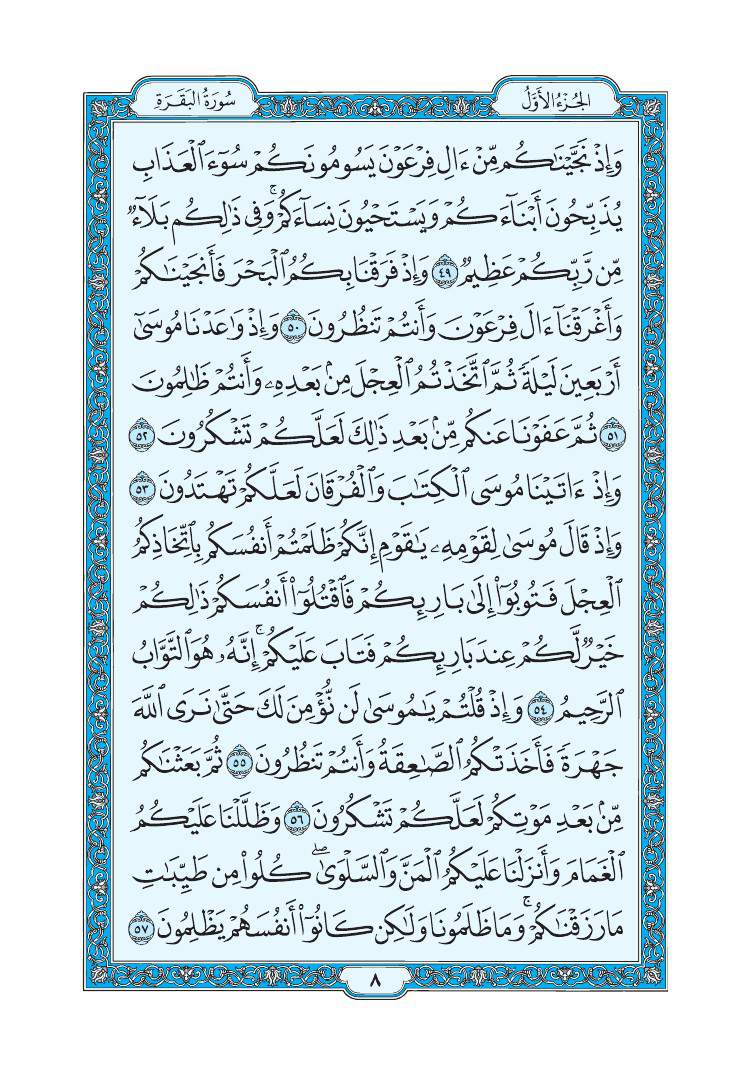 الجُزْءُ الأَوَّلُ
سُورَةُ البَقَرَةِ
وَإِذْ نَجَّيْنَٰكُم مِّنْ ءَالِ فِرْعَوْنَ يَسُومُونَكُمْ سُوٓءَ ٱلْعَذَابِ
يُذَبِّحُونَ أَبْنَآءَكُمْ وَيَسْتَحْيُونَ نِسَآءَكُمْ ۚ وَفِى ذَٰلِكُم بَلَآءٌ
مِّن رَّبِّكُمْ عَظِيمٌ ٤٩ وَإِذْ فَرَقْنَا بِكُمُ ٱلْبَحْرَ فَأَنجَيْنَٰكُمْ
وَأَغْرَقْنَآ ءَالَ فِرْعَوْنَ وَأَنتُمْ تَنظُرُونَ ٥٠ وَإِذْ وَٰعَدْنَا مُوسَىٰٓ
أَرْبَعِينَ لَيْلَةً ثُمَّ ٱتَّخَذْتُمُ ٱلْعِجْلَ مِنۢ بَعْدِهِۦ وَأَنتُمْ ظَٰلِمُونَ
٥١ ثُمَّ عَفَوْنَا عَنكُم مِّنۢ بَعْدِ ذَٰلِكَ لَعَلَّكُمْ تَشْكُرُونَ ٥٢
وَإِذْ ءَاتَيْنَا مُوسَى ٱلْكِتَٰبَ وَٱلْفُرْقَانَ لَعَلَّكُمْ تَهْتَدُونَ ٥٣
وَإِذْ قَالَ مُوسَىٰ لِقَوْمِهِۦ يَٰقَوْمِ إِنَّكُمْ ظَلَمْتُمْ أَنفُسَكُم بِٱتِّخَاذِكُمُ
ٱلْعِجْلَ فَتُوبُوٓا۟ إِلَىٰ بَارِئِكُمْ فَٱقْتُلُوٓا۟ أَنفُسَكُمْ ذَٰلِكُمْ
خَيْرٌ لَّكُمْ عِندَ بَارِئِكُمْ فَتَابَ عَلَيْكُمْ ۚ إِنَّهُۥ هُوَ ٱلتَّوَّابُ
ٱلرَّحِيمُ ٥٤ وَإِذْ قُلْتُمْ يَٰمُوسَىٰ لَن نُّؤْمِنَ لَكَ حَتَّىٰ نَرَى ٱللَّهَ
جَهْرَةً فَأَخَذَتْكُمُ ٱلصَّٰعِقَةُ وَأَنتُمْ تَنظُرُونَ ٥٥ ثُمَّ بَعَثْنَٰكُم
مِّنۢ بَعْدِ مَوْتِكُمْ لَعَلَّكُمْ تَشْكُرُونَ ٥٦ وَظَلَّلْنَا عَلَيْكُمُ
ٱلْغَمَامَ وَأَنزَلْنَا عَلَيْكُمُ ٱلْمَنَّ وَٱلسَّلْوَىٰ ۖ كُلُوا۟ مِن طَيِّبَٰتِ
مَا رَزَقْنَٰكُمْ ۚ وَمَا ظَلَمُونَا وَلَٰكِن كَانُوٓا۟ أَنفُسَهُمْ يَظْلِمُونَ ٥٧
٨